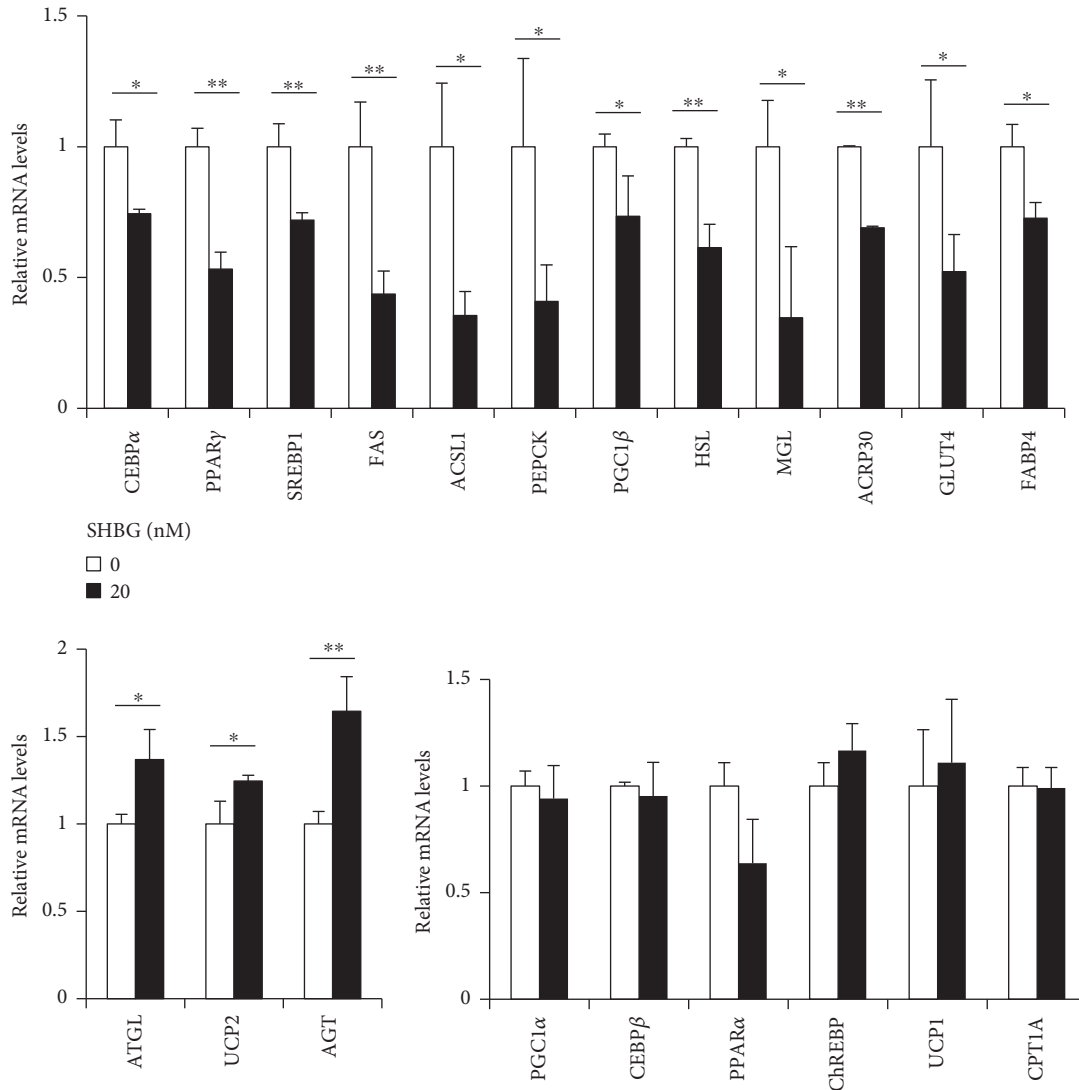 Relative mRNA levels
1.5
1
0.5
0
* ** ** ** * * * ** * ** * *
CEBPα PPARγ SREBP1 FAS ACSL1 PEPCK PGC1β HSL MGL ACRP30 GLUT4 FABP4
SHBG (nM)
0
20
Relative mRNA levels
2
1.5
1
0.5
0
* * **
ATGL UCP2 AGT
Relative mRNA levels
1.5
1
0.5
0
PGC1α CEBPβ PPARα ChREBP UCP1 CPT1A